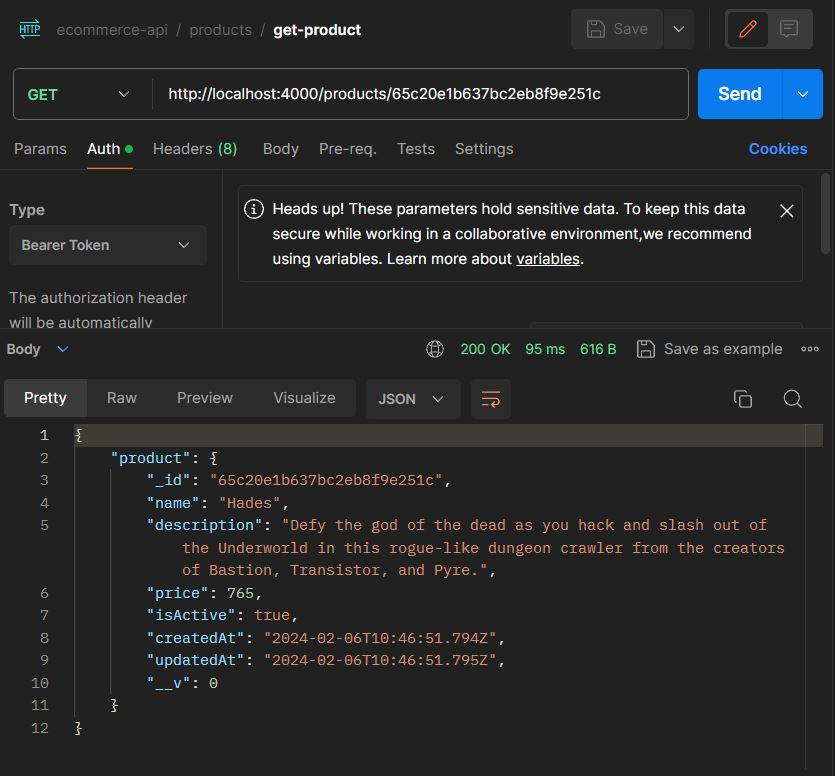 HTTP ecommerce-api / products / get-product Save
GET http://localhost:4000/products/65c20e1b637bc2eb8f9e251c Send
Params Auth Headers (8) Body Pre-req. Tests Settings Cookies
Type
Bearer Token
The authorization header
will be automatically
Heads up! These parameters hold sensitive data. To keep this data
secure while working in a collaborative environment,we recommend
using variables. Learn more about variables.
Body 200 OK 95 ms 616 B Save as example
Pretty Raw Preview Visualize JSON
1 {
2 "product": {
3 "_id": "65c20e1b637bc2eb8f9e251c",
4 "name": "Hades",
5 "description": "Defy the god of the dead as you hack and slash out of
the Underworld in this rogue-like dungeon crawler from the creators
of Bastion, Transistor, and Pyre.",
6 "price": 765,
7 "isActive": true,
8 "createdAt": "2024-02-06T10:46:51.794Z",
9 "updatedAt": "2024-02-06T10:46:51.795Z",
10 "__v": 0
11 }
12 }